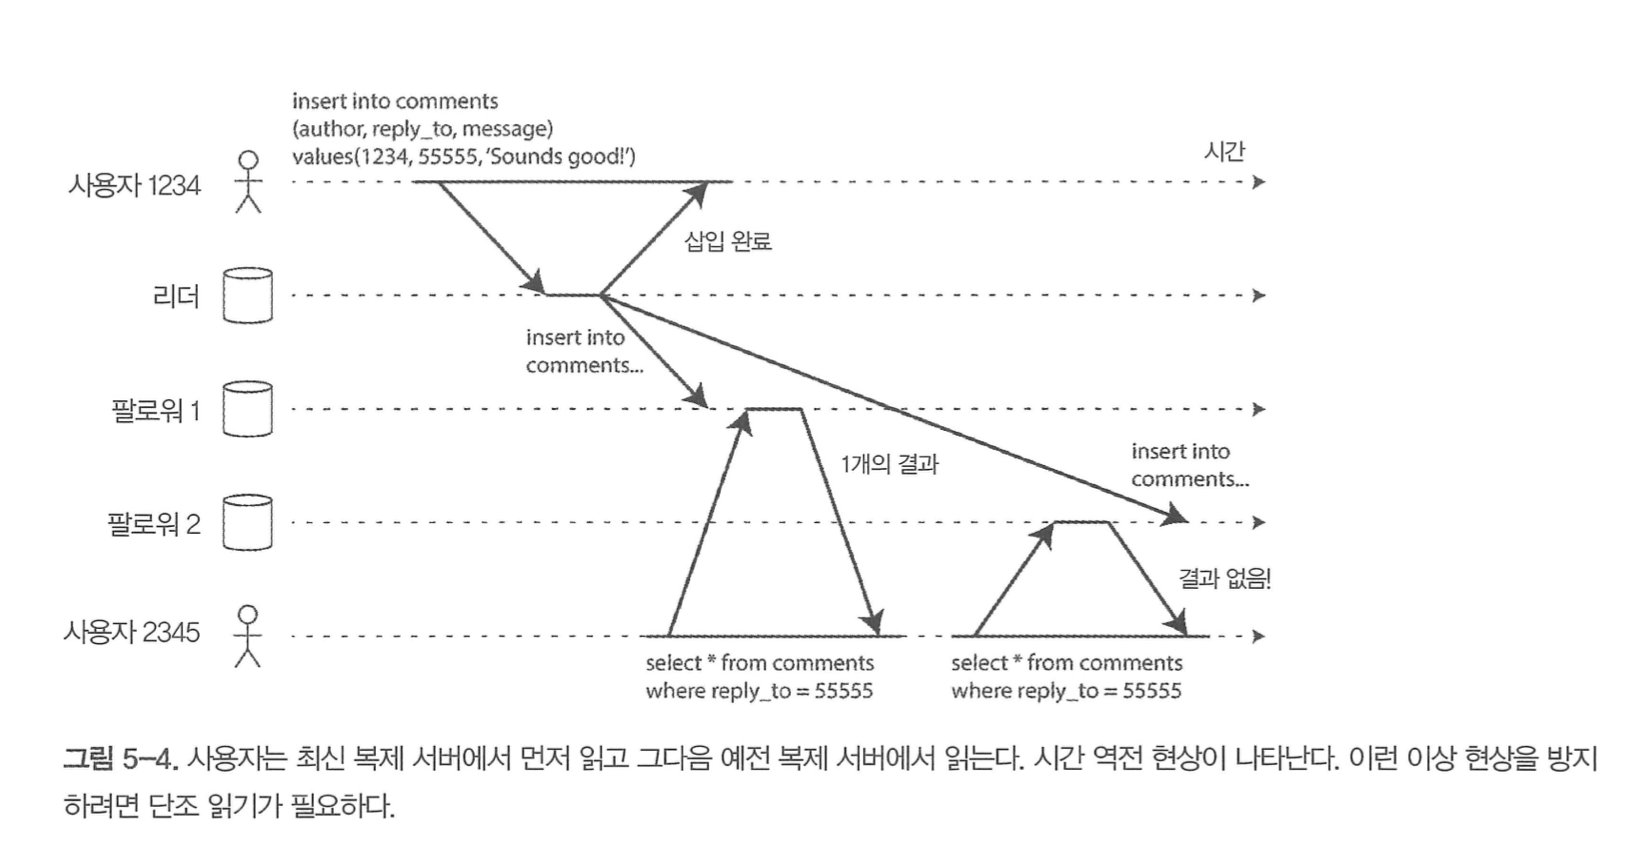 insert into comments
(author, reply_to, message)
values(1234, 55555, 'Sounds good!')
시간
사용자 1234
삽입 완료
리더
insert into
comments...
팔로워 1
1개의 결과
insert into
comments...
팔로워 2
결과 없음!
사용자 2345
select * from comments
where reply_to = 55555
select * from comments
where reply_to = 55555
그림 5-4. 사용자는 최신 복제 서버에서 먼저 읽고 그다음 예전 복제 서버에서 읽는다. 시간 역전 현상이 나타난다. 이런 이상 현상을 방지
하려면 단조 읽기가 필요하다.